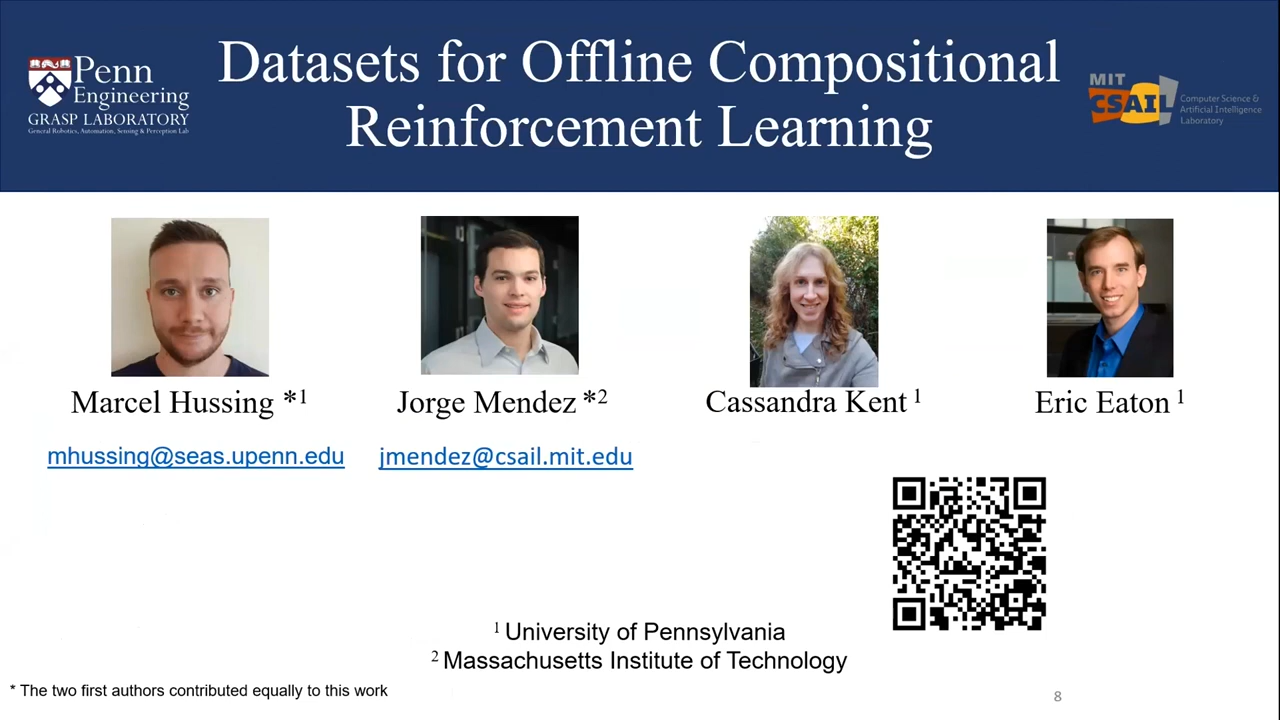 Penn
Engineering
GRASP LABORATORY
General Robotics, Automation, Sensing & Perception Lab
Datasets for Offline Compositional
Reinforcement Learning
MIT
CSAIL
Computer Science &
Artificial Intelligence
Laboratory
Marcel Hussing *1
Jorge Mendez *2
Cassandra Kent 1
Eric Eaton 1
mhussing@seas.upenn.edu
jmendez@csail.mit.edu
1 University of Pennsylvania
2 Massachusetts Institute of Technology
* The two first authors contributed equally to this work
8